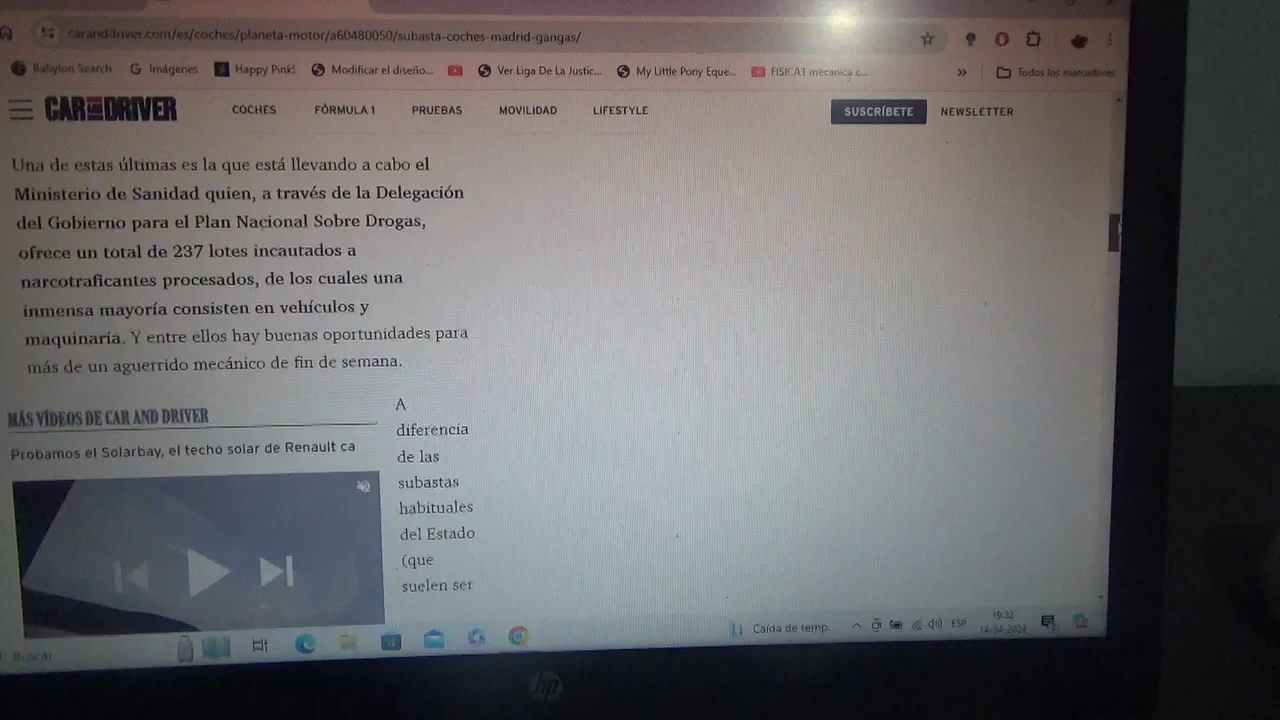 caranddriver.com/es/coches/planeta-motor/a60480050/subasta-coches-madrid-gangas/
Babylon Search Imágenes Happy Pink! Modificar el diseño... Ver Liga De La Justic... My Little Pony Eque... FISICA1 mecanica c... » Todos los marcadores
CAR AND DRIVER COCHES FÓRMULA 1 PRUEBAS MOVILIDAD LIFESTYLE SUSCRÍBETE NEWSLETTER
Una de estas últimas es la que está llevando a cabo el
Ministerio de Sanidad quien, a través de la Delegación
del Gobierno para el Plan Nacional Sobre Drogas,
ofrece un total de 237 lotes incautados a
narcotraficantes procesados, de los cuales una
inmensa mayoría consisten en vehículos y
maquinaria. Y entre ellos hay buenas oportunidades para
más de un aguerrido mecánico de fin de semana.
MÁS VÍDEOS DE CAR AND DRIVER
Probamos el Solarbay, el techo solar de Renault ca
A
diferencia
de las
subastas
habituales
del Estado
(que
suelen ser
Buscar
Caída de temp. ESP
19:32
14-04-2024
hp